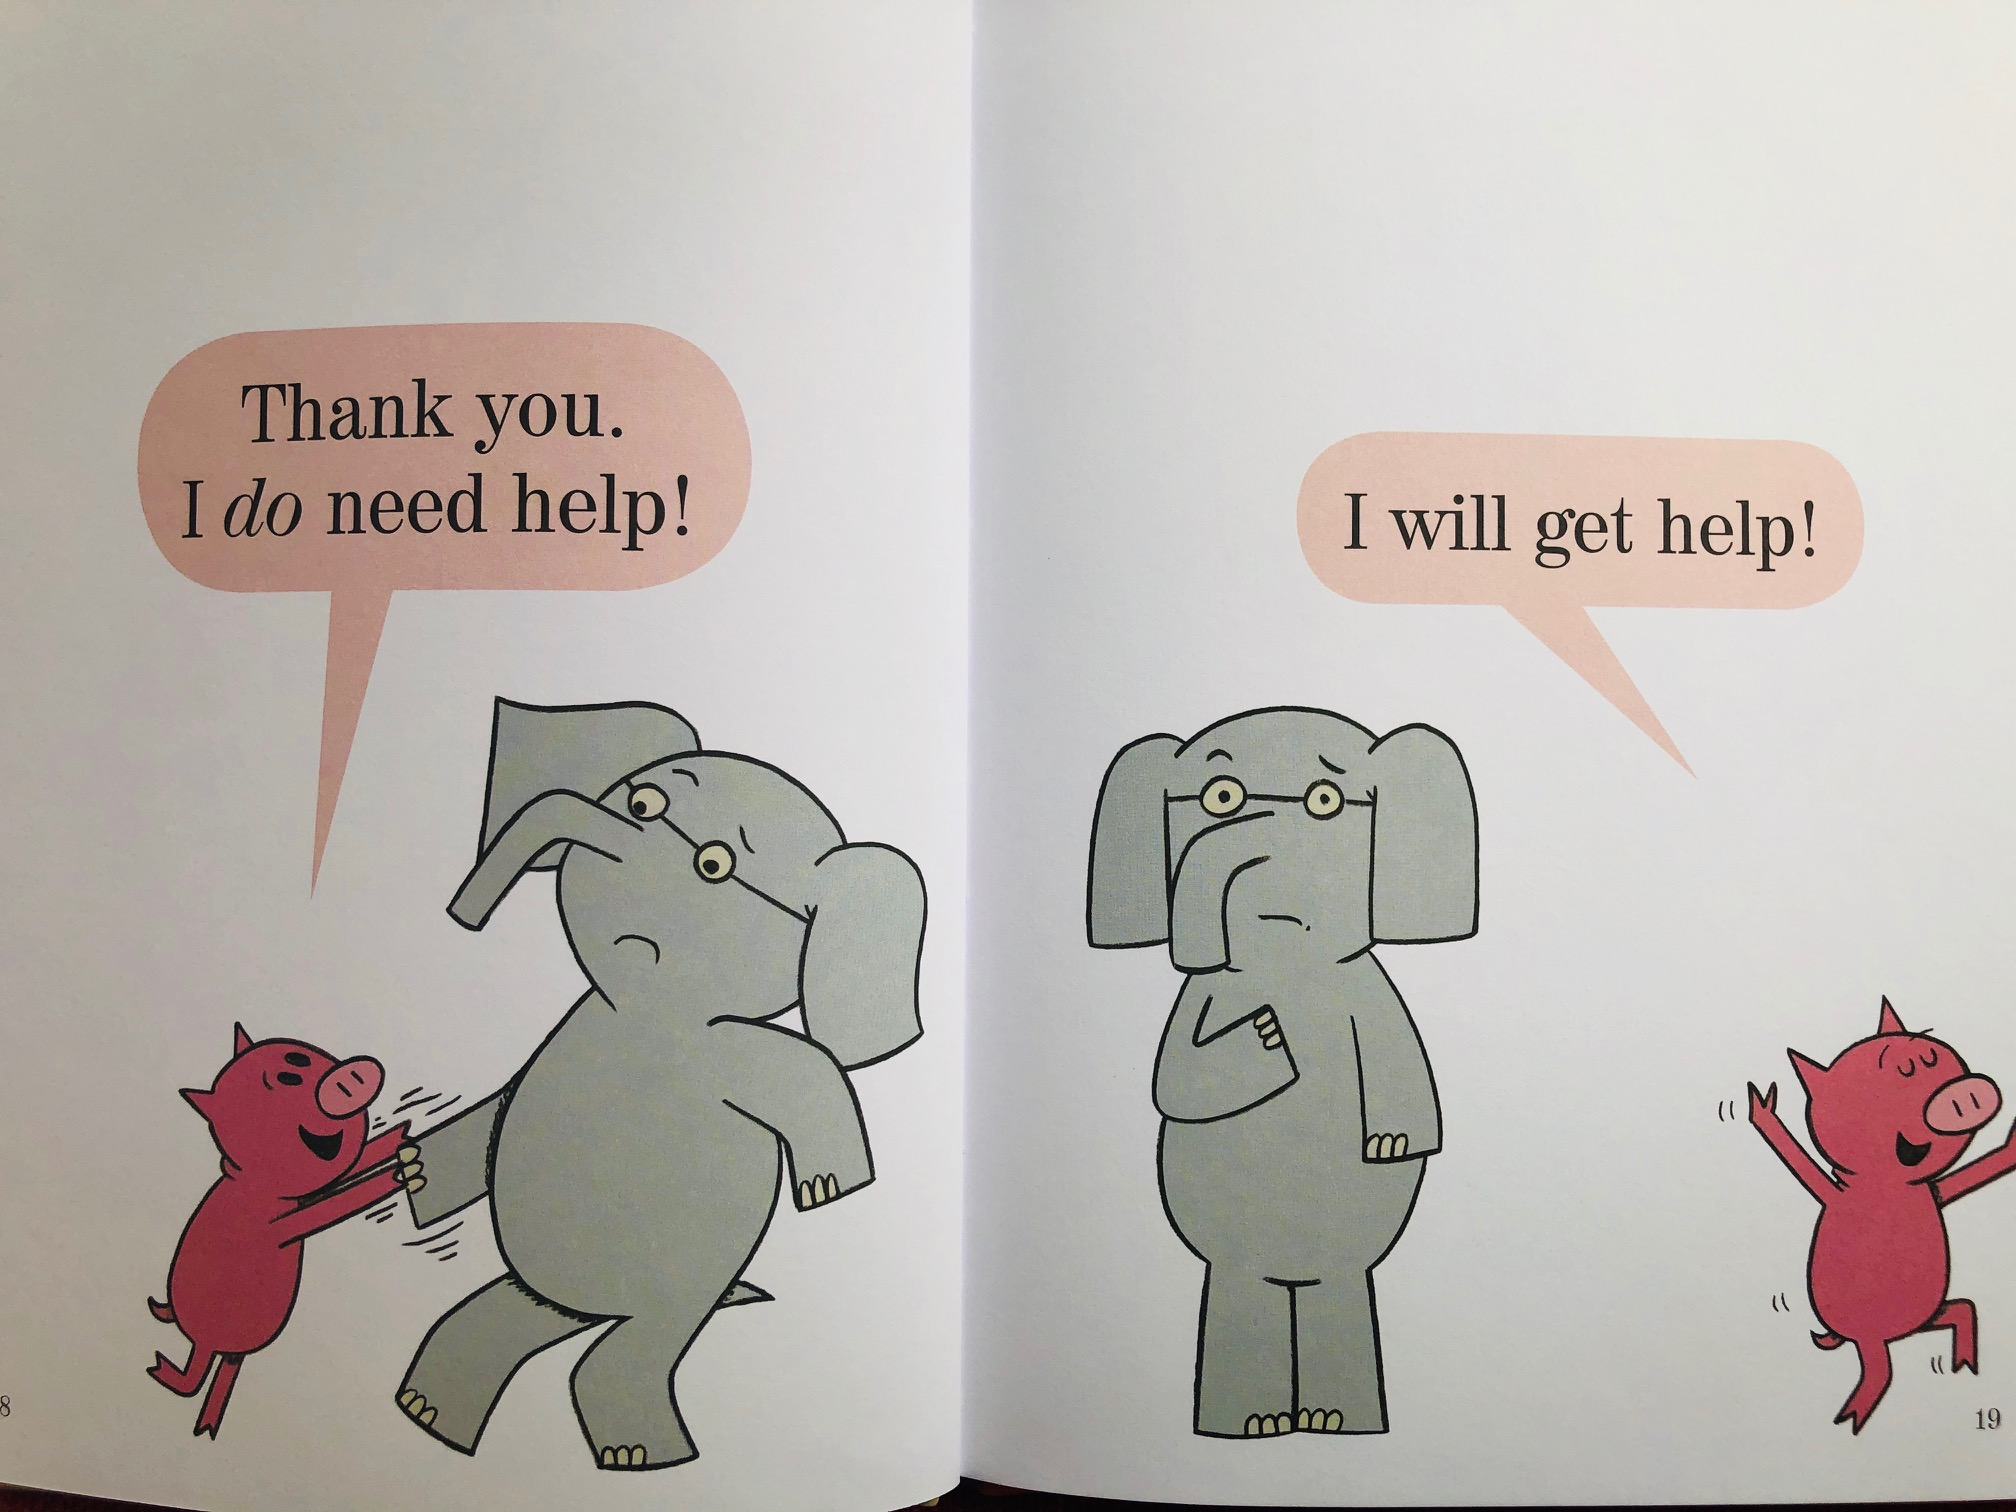 Thank you.
I do need help!
8
I will get help!
19